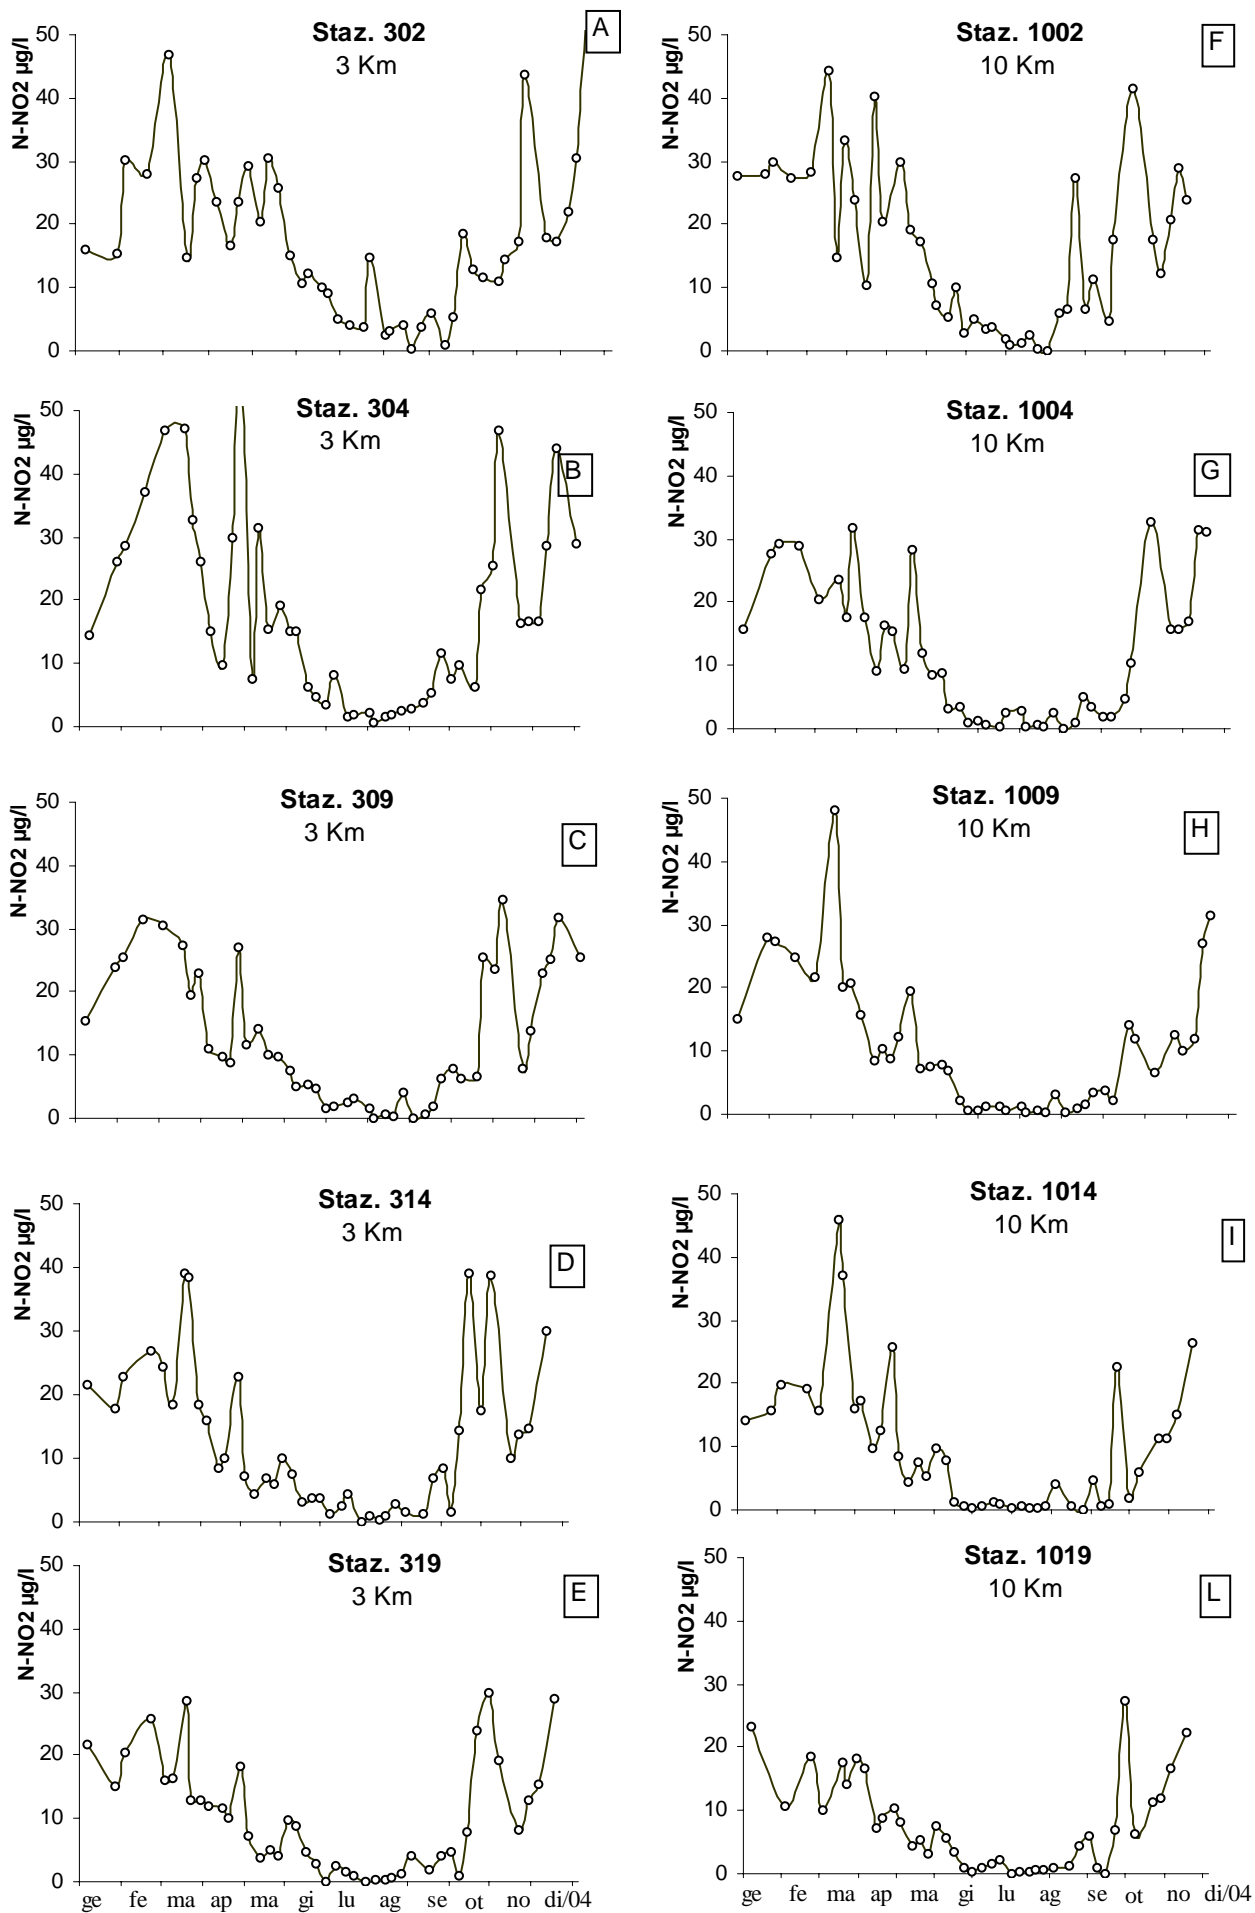 Staz. 302
3 Km
A
N-NO2 µg/l
50
40
30
20
10
0
Staz. 1002
10 Km
F
N-NO2 µg/l
50
40
30
20
10
0
Staz. 304
3 Km
B
N-NO2 µg/l
50
40
30
20
10
0
Staz. 1004
10 Km
G
N-NO2 µg/l
50
40
30
20
10
0
Staz. 309
3 Km
C
N-NO2 µg/l
50
40
30
20
10
0
Staz. 1009
10 Km
H
N-NO2 µg/l
50
40
30
20
10
0
Staz. 314
3 Km
D
N-NO2 µg/l
50
40
30
20
10
0
Staz. 1014
10 Km
I
N-NO2 µg/l
50
40
30
20
10
0
Staz. 319
3 Km
E
N-NO2 µg/l
50
40
30
20
10
0
ge fe ma ap ma gi lu ag se ot no di/04
Staz. 1019
10 Km
L
N-NO2 µg/l
50
40
30
20
10
0
ge fe ma ap ma gi lu ag se ot no di/04